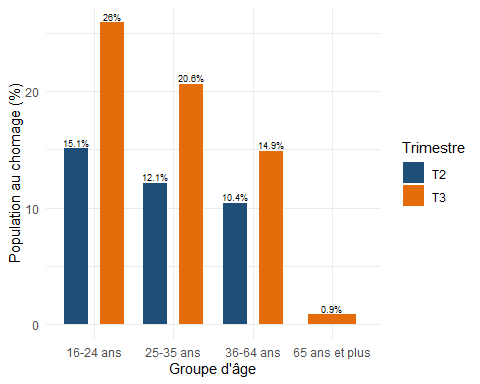 26%
20.6%
15.1%
14.9%
12.1%
10.4%
0.9%
20
10
0
Population au chomage (%)
16-24 ans
25-35 ans
36-64 ans
65 ans et plus
Groupe d'âge
Trimestre
T2
T3